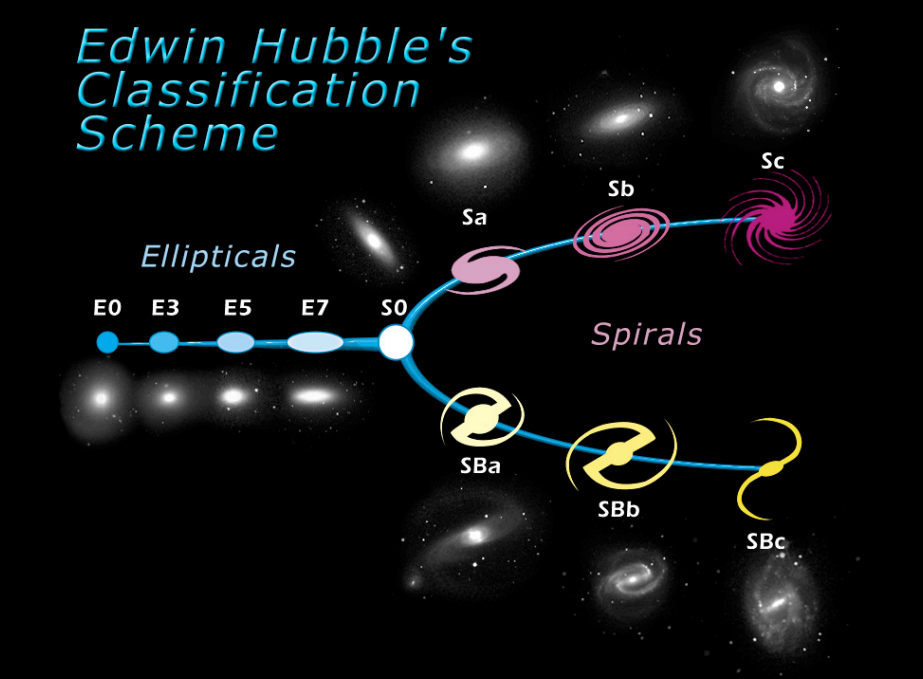 Edwin Hubble's
Classification
Scheme
Sc
Sb
Sa
Ellipticals
E0 E3 E5 E7 S0
Spirals
SBa
SBb
SBc